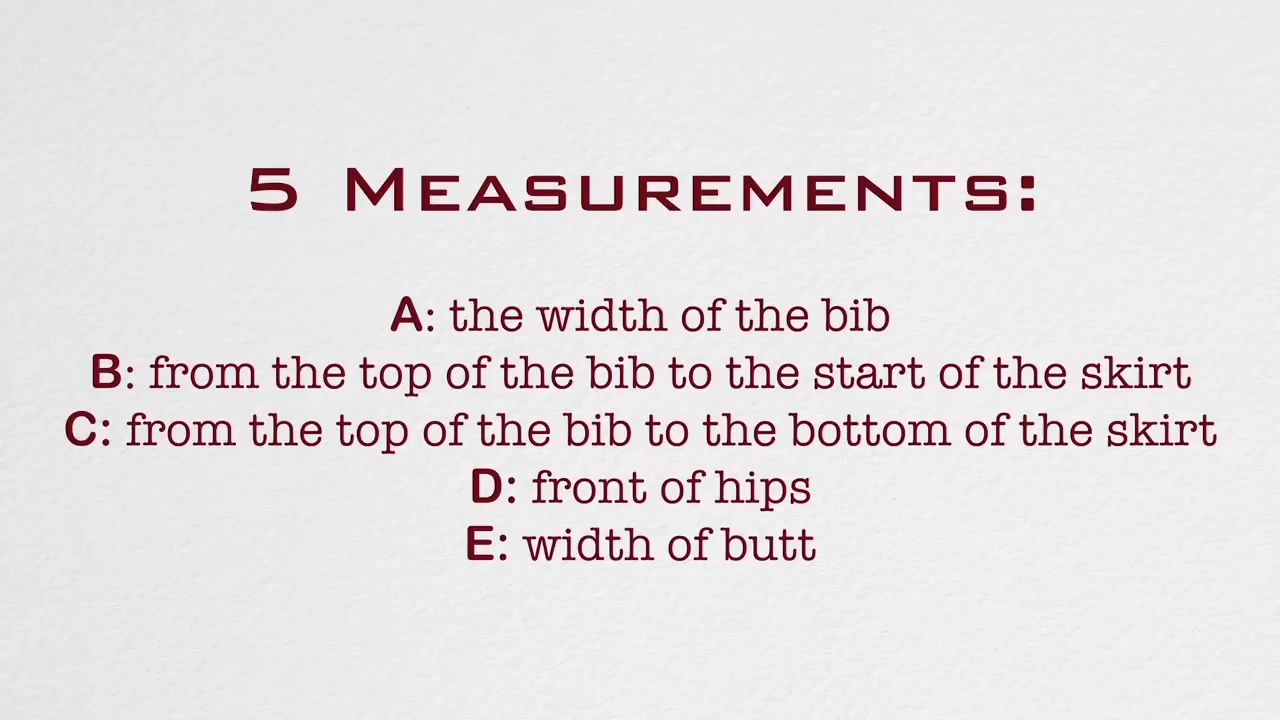 5 MEASUREMENTS:
A: the width of the bib
B: from the top of the bib to the start of the skirt
C: from the top of the bib to the bottom of the skirt
D: front of hips
E: width of butt